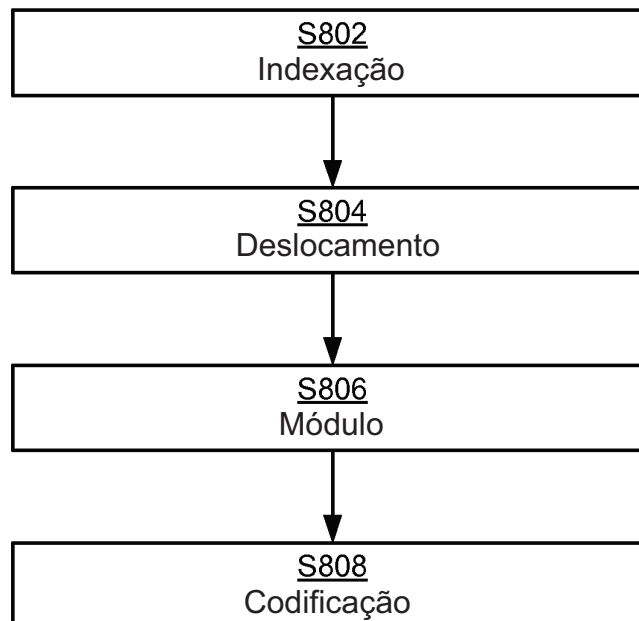 S802
Indexação
S804
Deslocamento
S806
Módulo
S808
Codificação